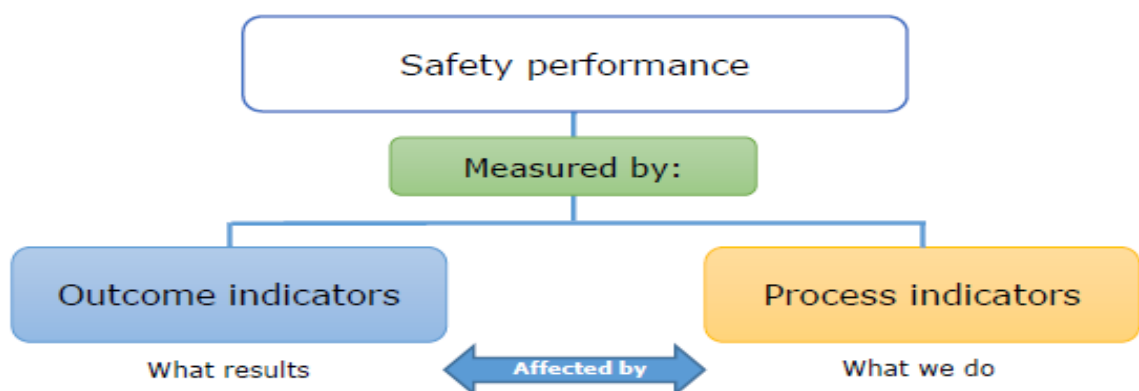 Safety performance
Measured by:
Outcome indicators
Process indicators
What results
Affected by
What we do